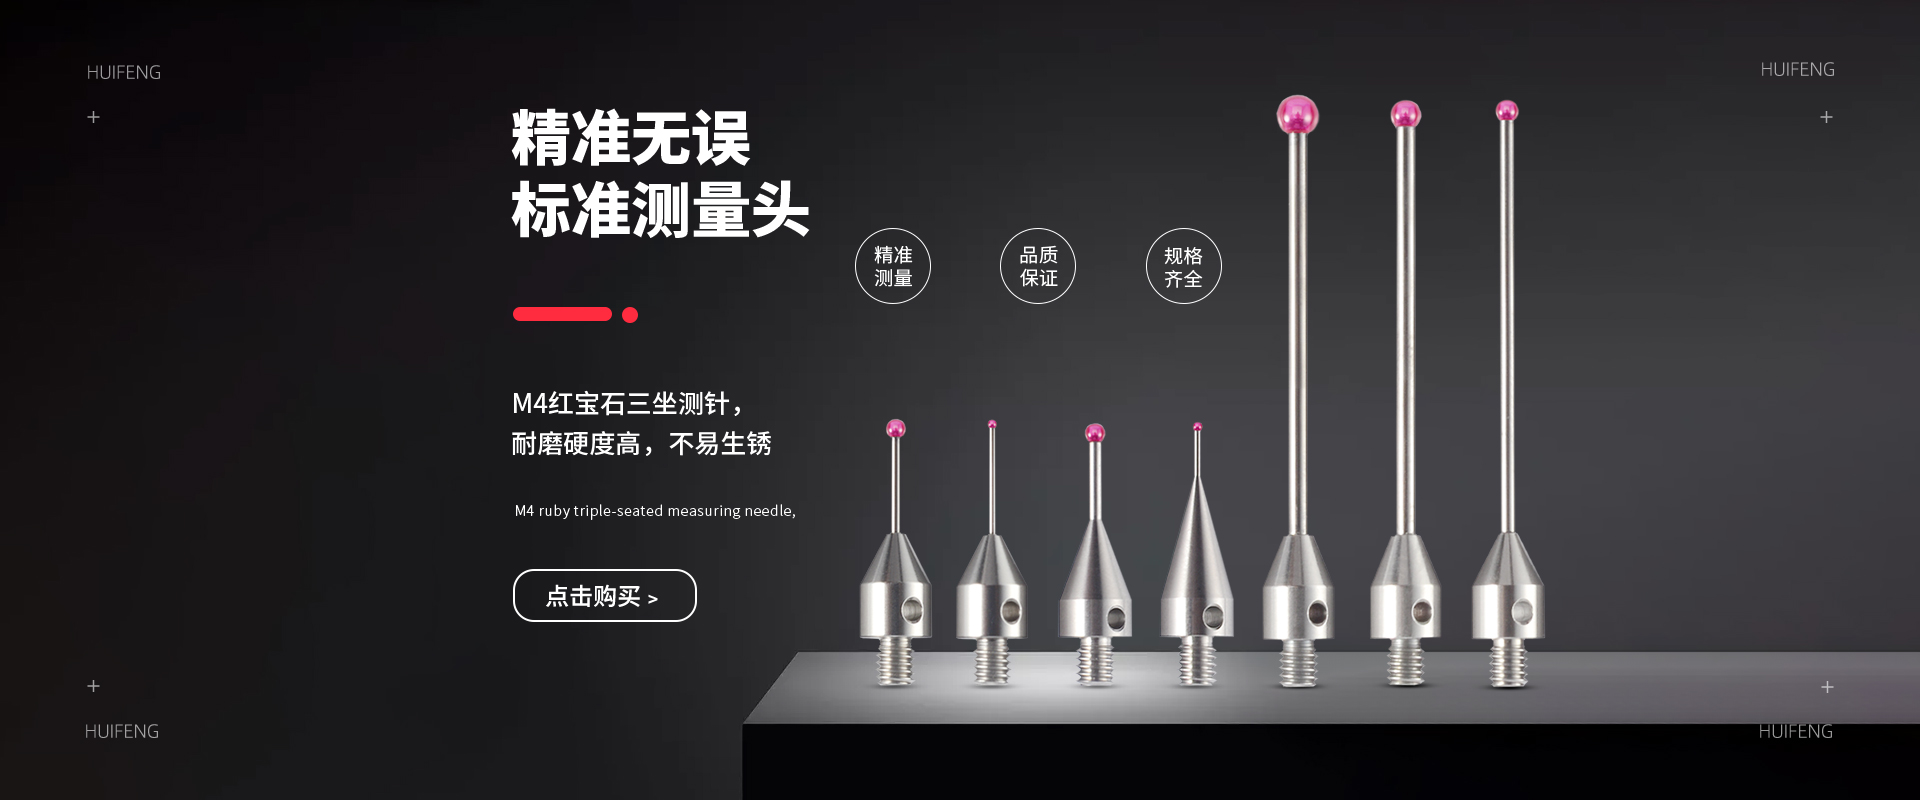 HUIFENG
HUIFENG
+
+
精准无误
标准测量头
精准
测量
品质
保证
规格
齐全
M4红宝石三坐测针，
耐磨硬度高，不易生锈
M4 ruby triple-seated measuring needle,
点击购买 >
+
+
HUIFENG
HUIFENG